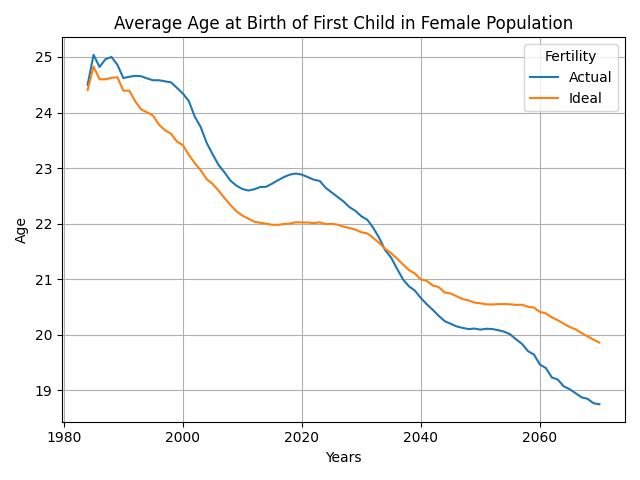 Average Age at Birth of First Child in Female Population
Fertility
Actual
Ideal
25
24
23
22
21
20
19
Age
1980
2000
2020
2040
2060
Years